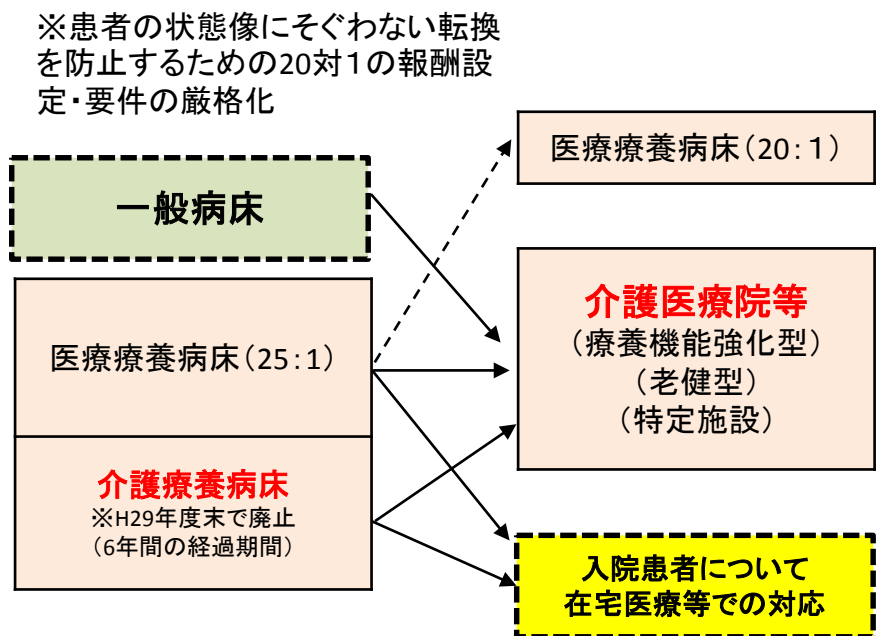 ※患者の状態像にそぐわない転換
を防止するための20対1の報酬設
定・要件の厳格化
一般病床
医療療養病床(25:1)
介護療養病床
※H29年度末で廃止
(6年間の経過期間)
医療療養病床(20:1)
介護医療院等
(療養機能強化型)
(老健型)
(特定施設)
入院患者について
在宅医療等での対応